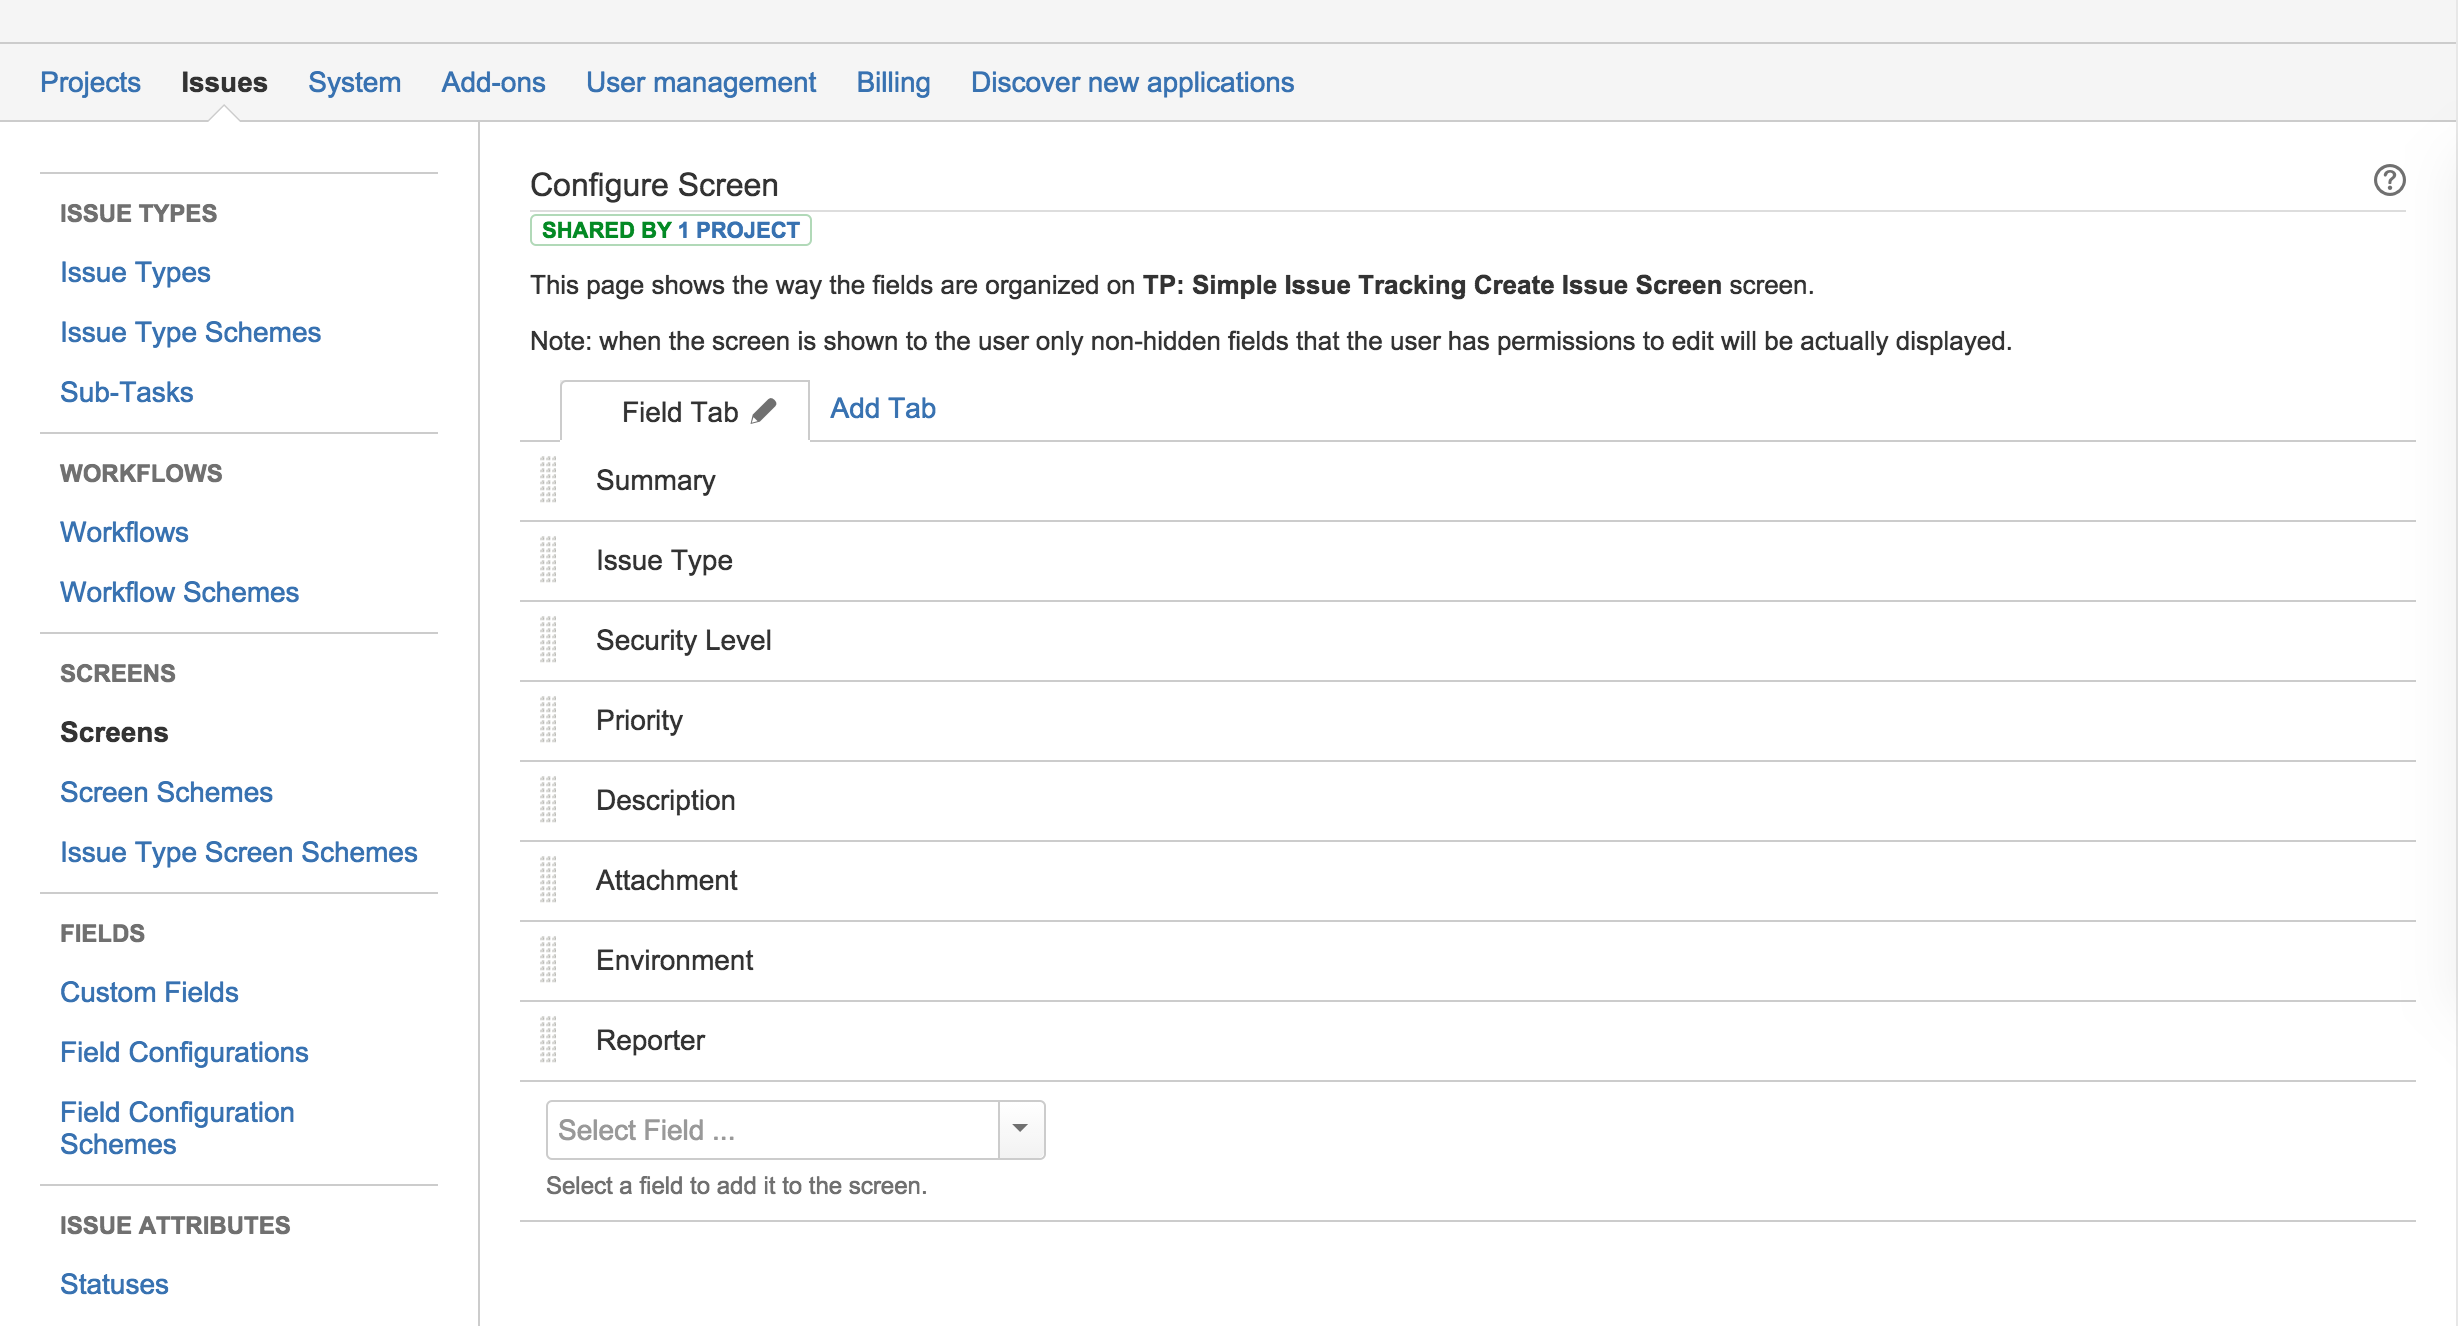 Projects Issues System Add-ons User management Billing Discover new applications
ISSUE TYPES
Issue Types
Issue Type Schemes
Sub-Tasks
WORKFLOWS
Workflows
Workflow Schemes
SCREENS
Screens
Screen Schemes
Issue Type Screen Schemes
FIELDS
Custom Fields
Field Configurations
Field Configuration
Schemes
ISSUE ATTRIBUTES
Statuses
Configure Screen
?
SHARED BY 1 PROJECT
This page shows the way the fields are organized on TP: Simple Issue Tracking Create Issue Screen screen.
Note: when the screen is shown to the user only non-hidden fields that the user has permissions to edit will be actually displayed.
Field Tab Add Tab
Summary
Issue Type
Security Level
Priority
Description
Attachment
Environment
Reporter
Select Field ...
Select a field to add it to the screen.